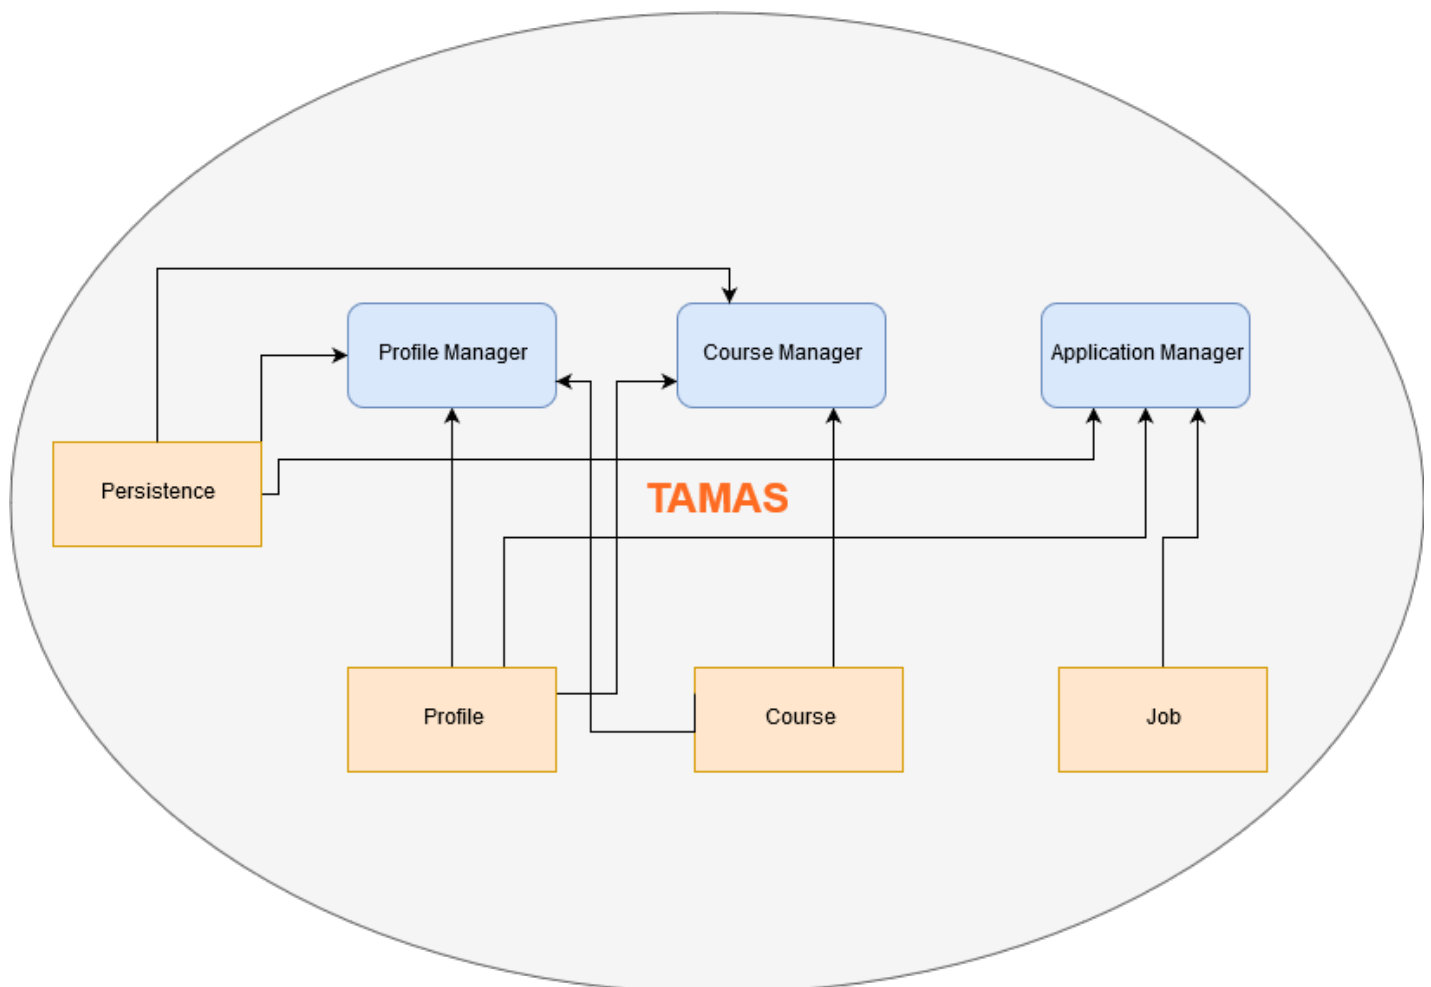 Profile Manager
Course Manager
Application Manager
Persistence
TAMAS
Profile
Course
Job